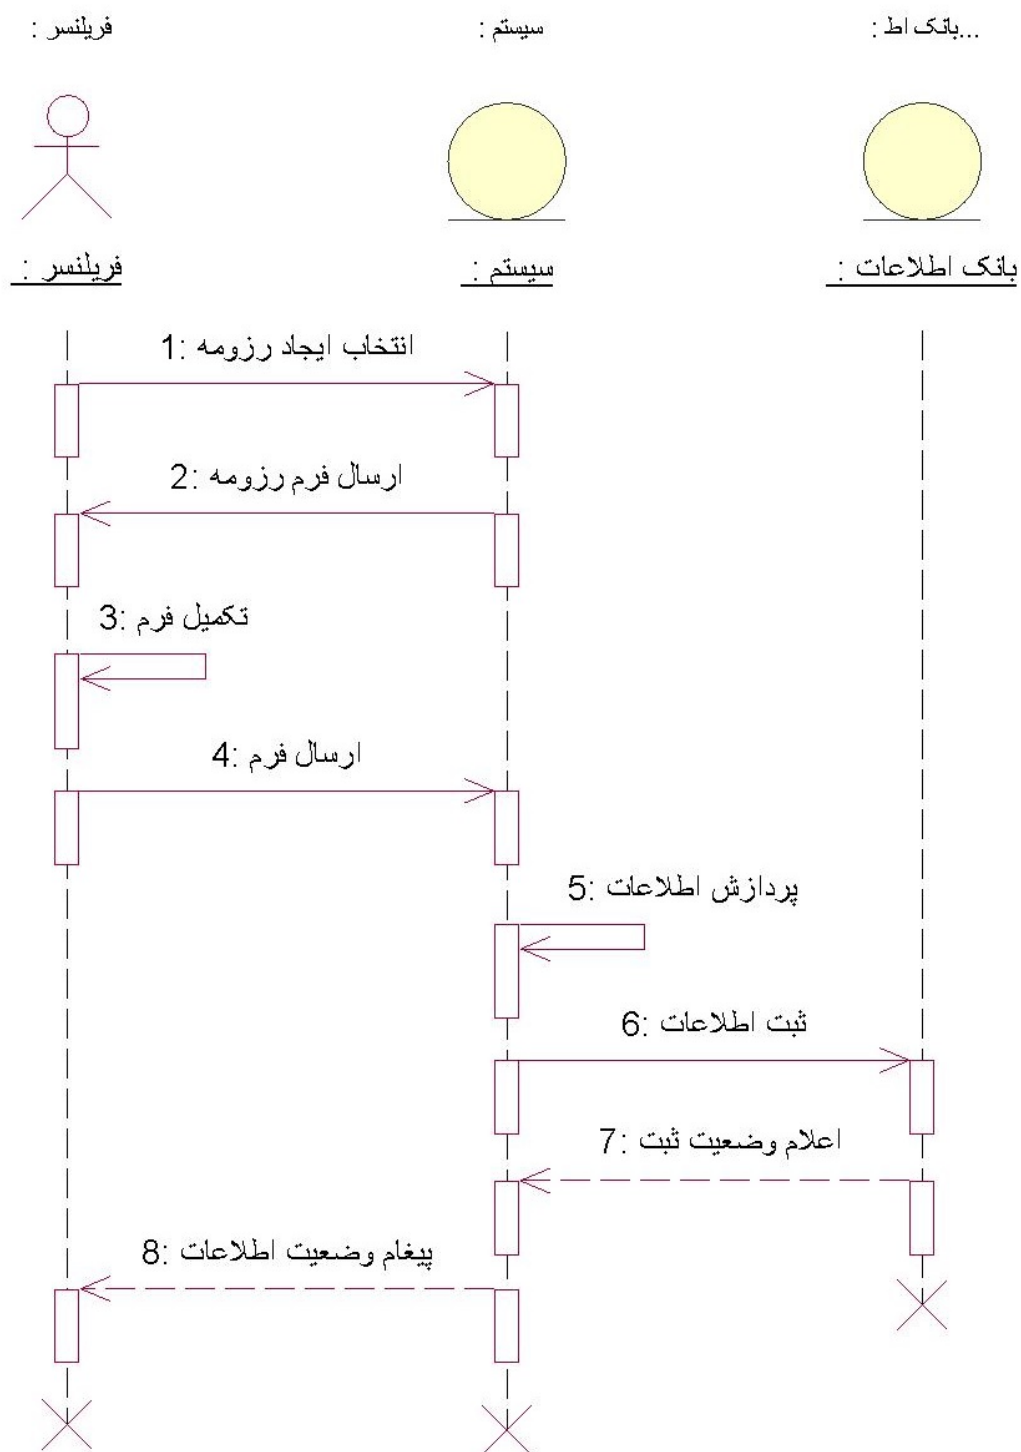 فریلنسر :
سیستم :
بانک اط... :
فریلنسر :
سیستم :
بانک اطلاعات :
1: انتخاب ایجاد رزومه
2: ارسال فرم رزومه
3: تکمیل فرم
4: ارسال فرم
5: پردازش اطلاعات
6: ثبت اطلاعات
7: اعلام وضعیت ثبت
8: پیغام وضعیت اطلاعات